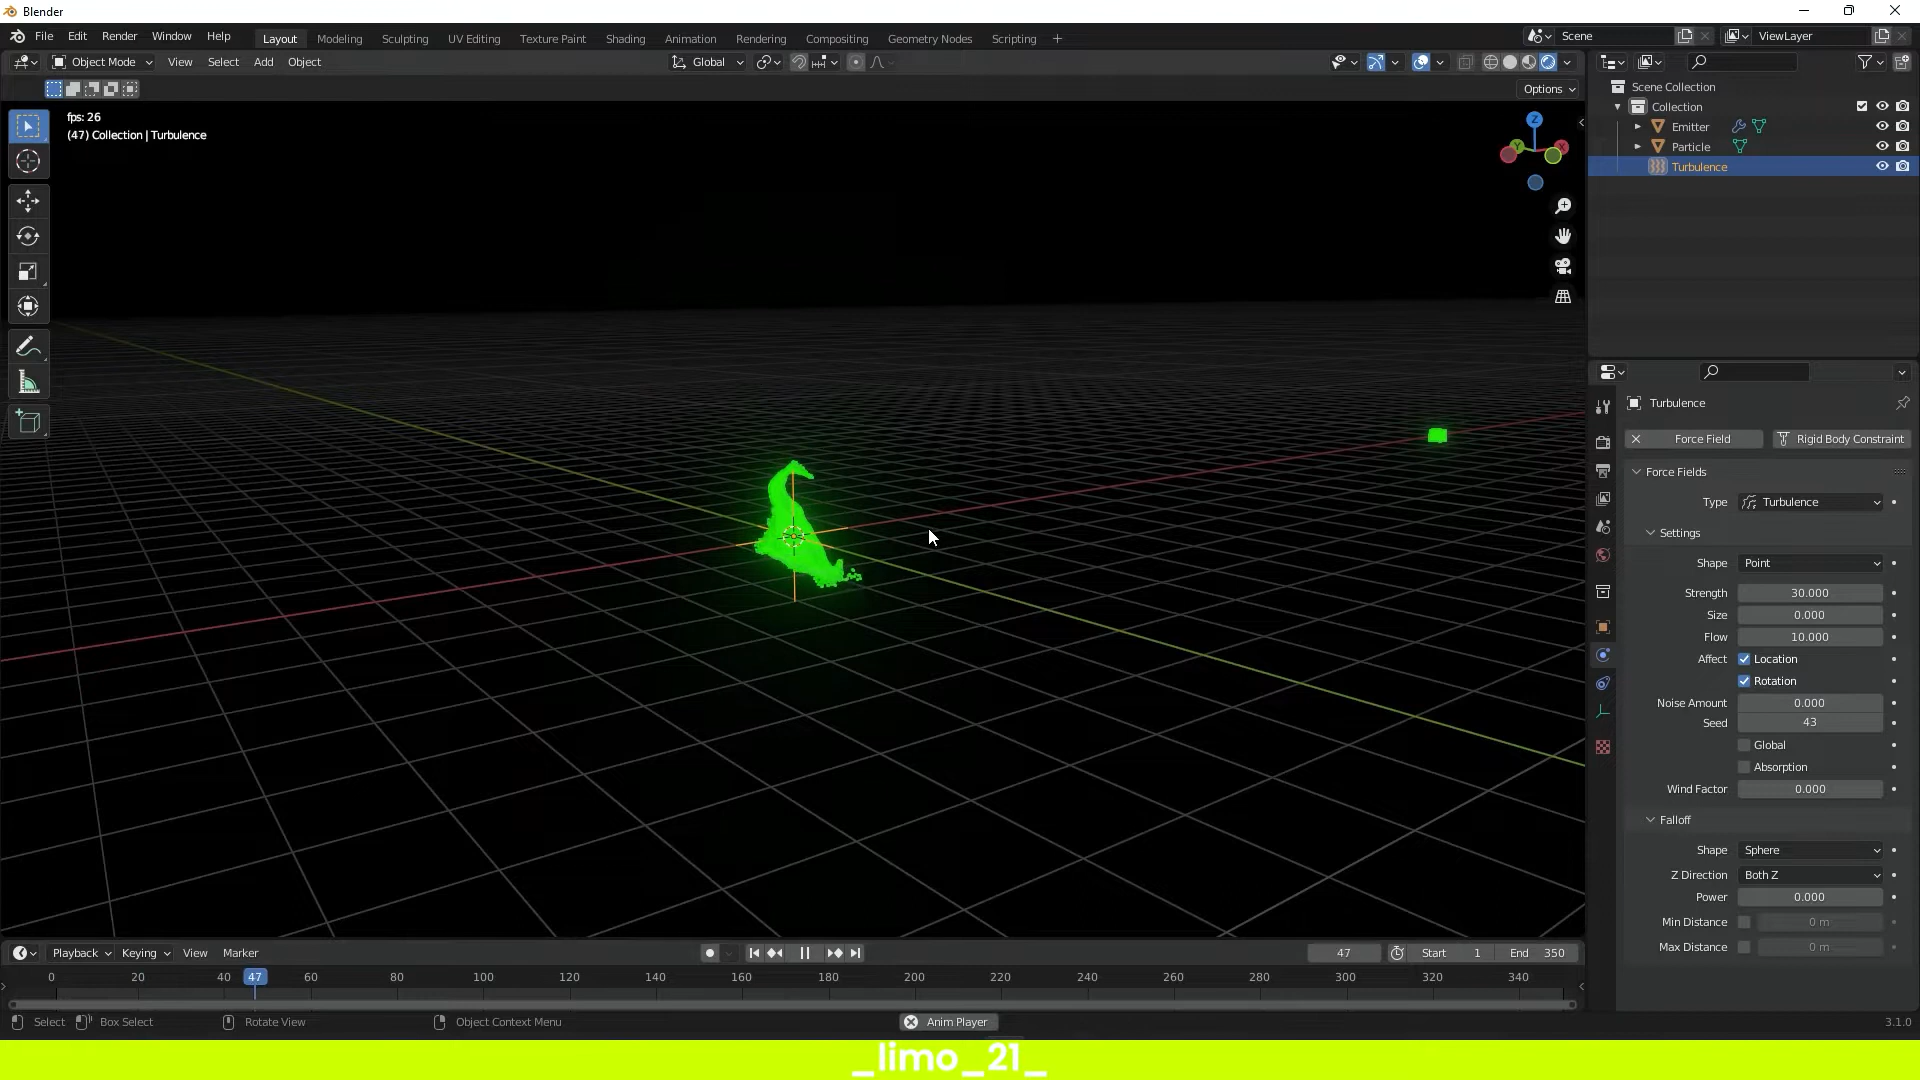 Blender
File Edit Render Window Help
Layout Modeling Sculpting UV Editing Texture Paint Shading Animation Rendering Compositing Geometry Nodes Scripting
Scene
ViewLayer
Object Mode View Select Add Object
Global
Options
fps: 26
(47) Collection | Turbulence
Z
Y
X
Scene Collection
Collection
Emitter
Particle
Turbulence
Turbulence
Force Field
Rigid Body Constraint
Force Fields
Type Turbulence
Settings
Shape Point
Strength 30.000
Size 0.000
Flow 10.000
Affect Location
Rotation
Noise Amount 0.000
Seed 43
Global
Absorption
Wind Factor 0.000
Falloff
Shape Sphere
Z Direction Both Z
Power 0.000
Min Distance 0 m
Max Distance 0 m
Playback Keying View Marker
47 Start 1 End 350
0 20 40 47 60 80 100 120 140 160 180 200 220 240 260 280 300 320 340
Select Box Select Rotate View Object Context Menu Anim Player 3.1.0
_limo_21_